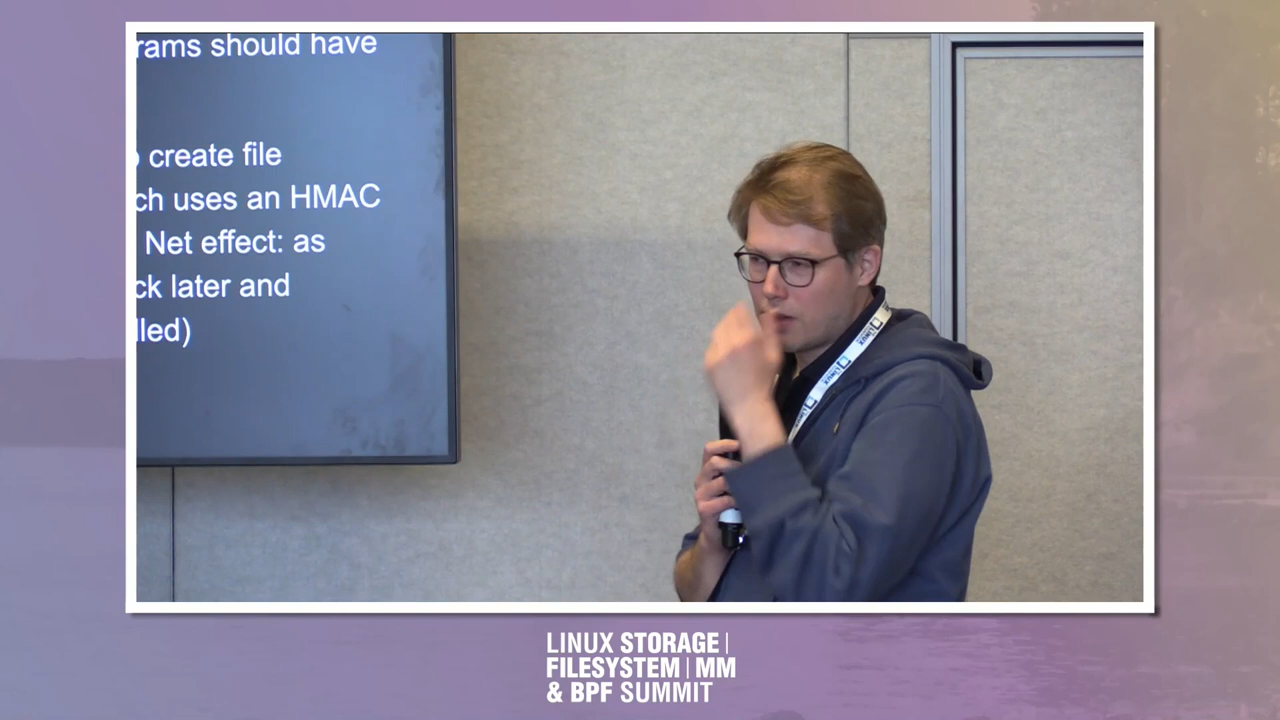 rams should have
create file
ch uses an HMAC
Net effect: as
ck later and
lled)
LINUX STORAGE |
FILESYSTEM | MM
& BPF SUMMIT